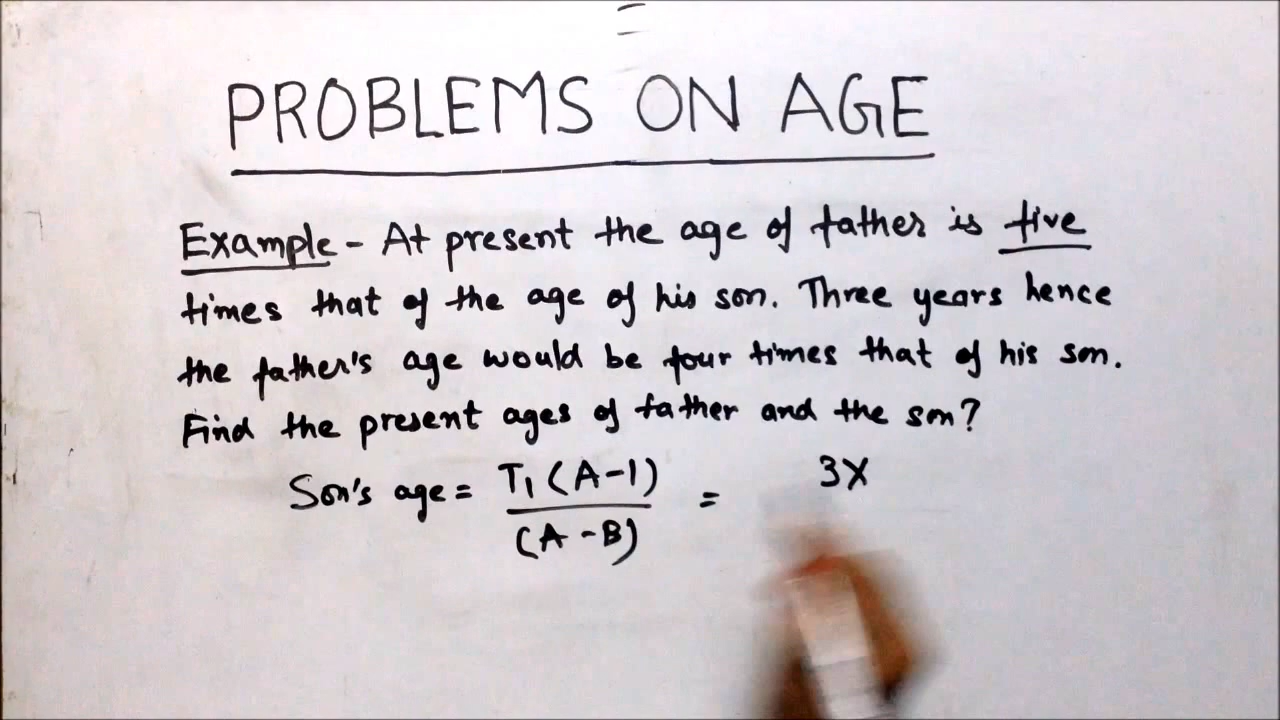 PROBLEMS ON AGE
Example - At present the age of father is five
times that of the age of his son. Three years hence
the father's age would be four times that of his son.
Find the present ages of father and the son?
Son's age = T₁(A-1) / (A-B) = 3X